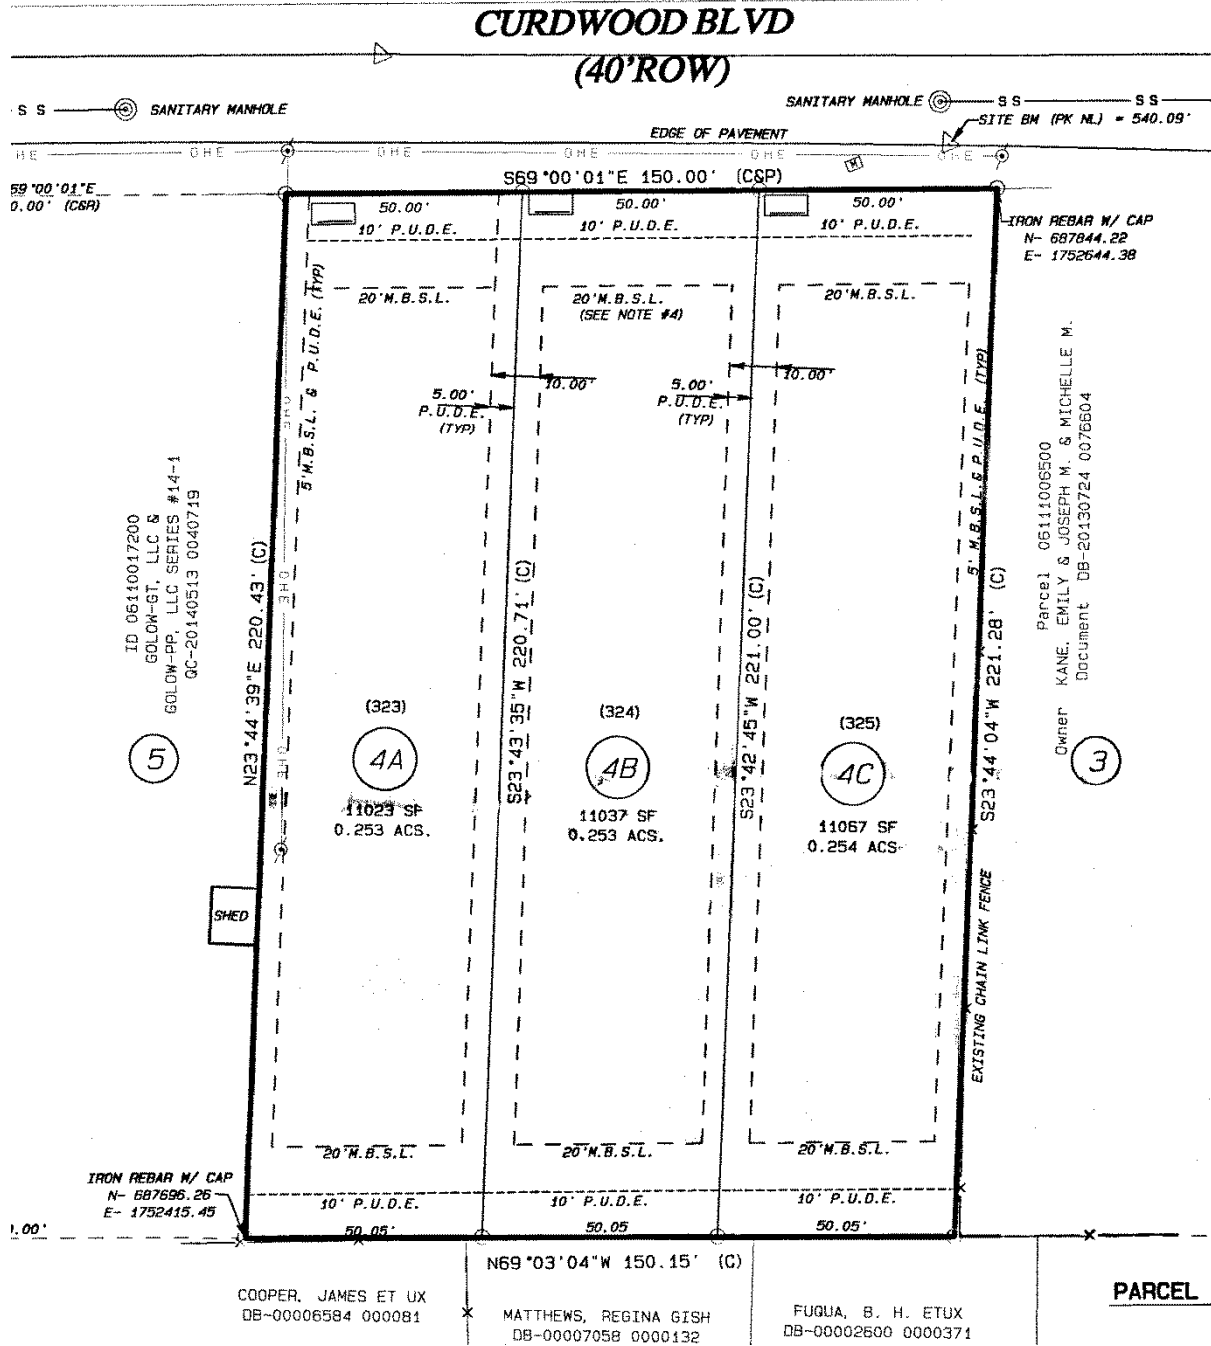 CURDWOOD BLVD
(40'ROW)
S S
SANITARY MANHOLE
SANITARY MANHOLE
S S
S S
SITE BM (PK NL) = 540.09'
EDGE OF PAVEMENT
HE
OHE
OHE
OHE
OHE
OHE
M
S69°00'01"E 150.00' (C&P)
69°00'01"E
0.00' (C&R)
50.00'
50.00'
50.00'
10' P.U.D.E.
10' P.U.D.E.
10' P.U.D.E.
IRON REBAR W/ CAP
N- 687844.22
E- 1752644.38
20'M.B.S.L.
20'M.B.S.L.
(SEE NOTE #4)
20'M.B.S.L.
5'M.B.S.L. & P.U.D.E. (TYP)
OHE
OHE
OHE
10.00'
5.00'
P.U.D.E.
(TYP)
10.00'
5.00'
P.U.D.E.
(TYP)
5' M.B.S.L.& P.U.D.E. (TYP)
Parcel 06111006500
Owner KANE, EMILY & JOSEPH M. & MICHELLE M.
Document DB-20130724 0076604
ID 06110017200
GOLOW-GT, LLC &
GOLOW-PP, LLC SERIES #14-1
QC-20140513 0040719
N23°44'39"E 220.43' (C)
S23°43'35"W 220.71' (C)
S23°42'45"W 221.00' (C)
S23°44'04"W 221.28' (C)
5
(323)
4A
11023 SF
0.253 ACS.
(324)
4B
11037 SF
0.253 ACS.
(325)
4C
11067 SF
0.254 ACS
3
SHED
EXISTING CHAIN LINK FENCE
20'M.B.S.L.
20'M.B.S.L.
20'M.B.S.L.
IRON REBAR W/ CAP
N- 687696.26
E- 1752415.45
10' P.U.D.E.
10' P.U.D.E.
10' P.U.D.E.
.00'
50.05'
50.05
50.05'
N69°03'04"W 150.15' (C)
COOPER, JAMES ET UX
DB-00006584 000081
MATTHEWS, REGINA GISH
DB-00007058 0000132
FUQUA, B. H. ETUX
DB-00002600 0000371
PARCEL